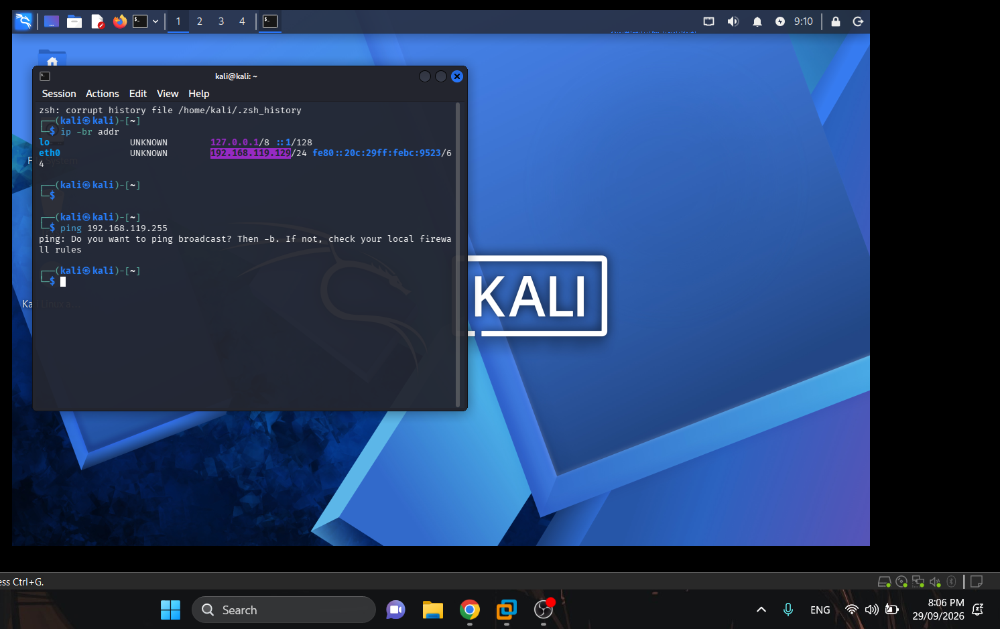 1 2 3 4 9:10
kali@kali: ~
Session Actions Edit View Help
zsh: corrupt history file /home/kali/.zsh_history
┌──(kali㉿kali)-[~]
└─$ ip -br addr
lo UNKNOWN 127.0.0.1/8 ::1/128
eth0 UNKNOWN 192.168.119.129/24 fe80::20c:29ff:febc:9523/6
4
┌──(kali㉿kali)-[~]
└─$
┌──(kali㉿kali)-[~]
└─$ ping 192.168.119.255
ping: Do you want to ping broadcast? Then -b. If not, check your local firewa
ll rules
┌──(kali㉿kali)-[~]
└─$
KALI
ess Ctrl+G.
Search
ENG
8:06 PM
29/09/2026